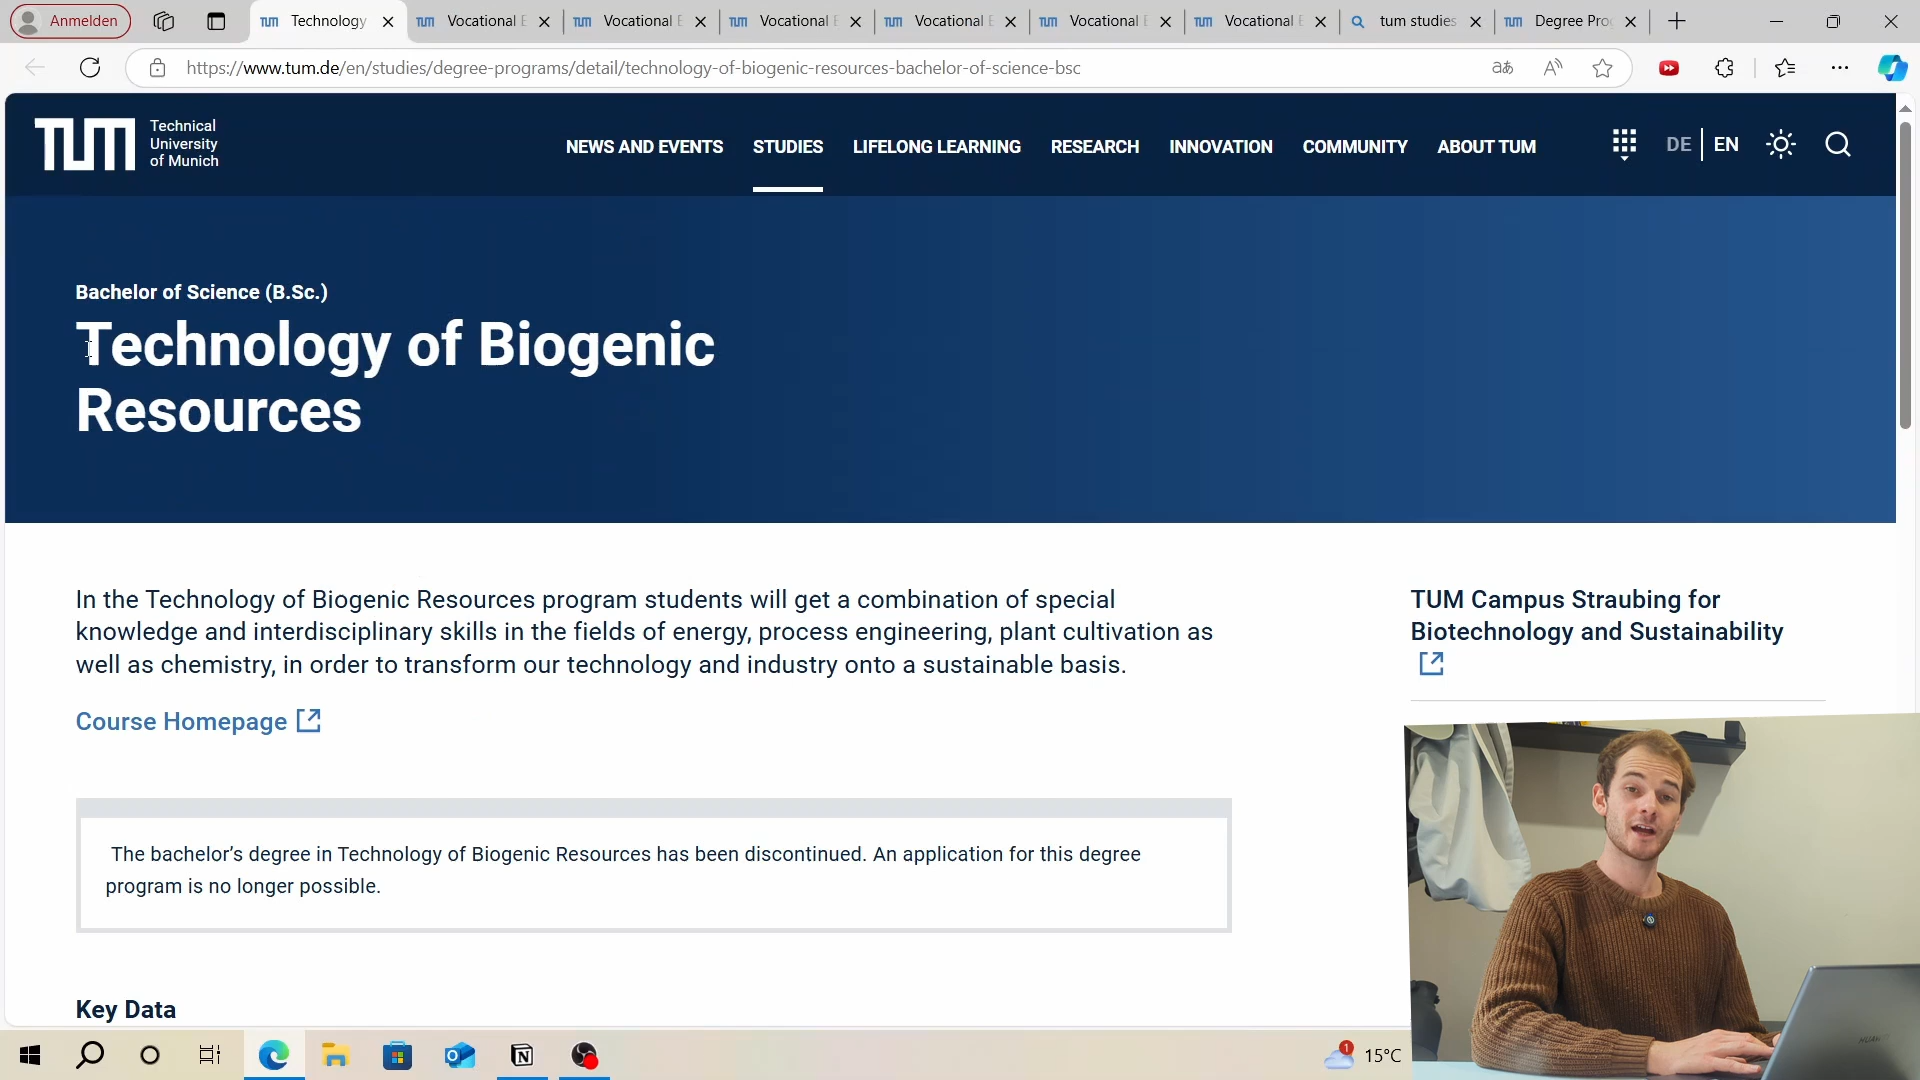 Anmelden
Technology
Vocational E
Vocational E
Vocational E
Vocational E
Vocational E
Vocational E
tum studies
Degree Pro
https://www.tum.de/en/studies/degree-programs/detail/technology-of-biogenic-resources-bachelor-of-science-bsc
TUM
Technical
University
of Munich
NEWS AND EVENTS
STUDIES
LIFELONG LEARNING
RESEARCH
INNOVATION
COMMUNITY
ABOUT TUM
DE
EN
Bachelor of Science (B.Sc.)
Technology of Biogenic
Resources
In the Technology of Biogenic Resources program students will get a combination of special
knowledge and interdisciplinary skills in the fields of energy, process engineering, plant cultivation as
well as chemistry, in order to transform our technology and industry onto a sustainable basis.
Course Homepage
TUM Campus Straubing for
Biotechnology and Sustainability
The bachelor's degree in Technology of Biogenic Resources has been discontinued. An application for this degree
program is no longer possible.
Key Data
1
15°C